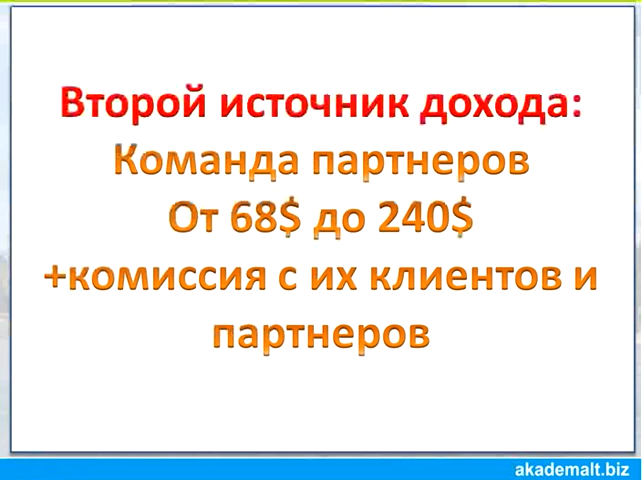 Второй источник дохода:
Команда партнеров
От 68$ до 240$
+комиссия с их клиентов и
партнеров
akademalt.biz